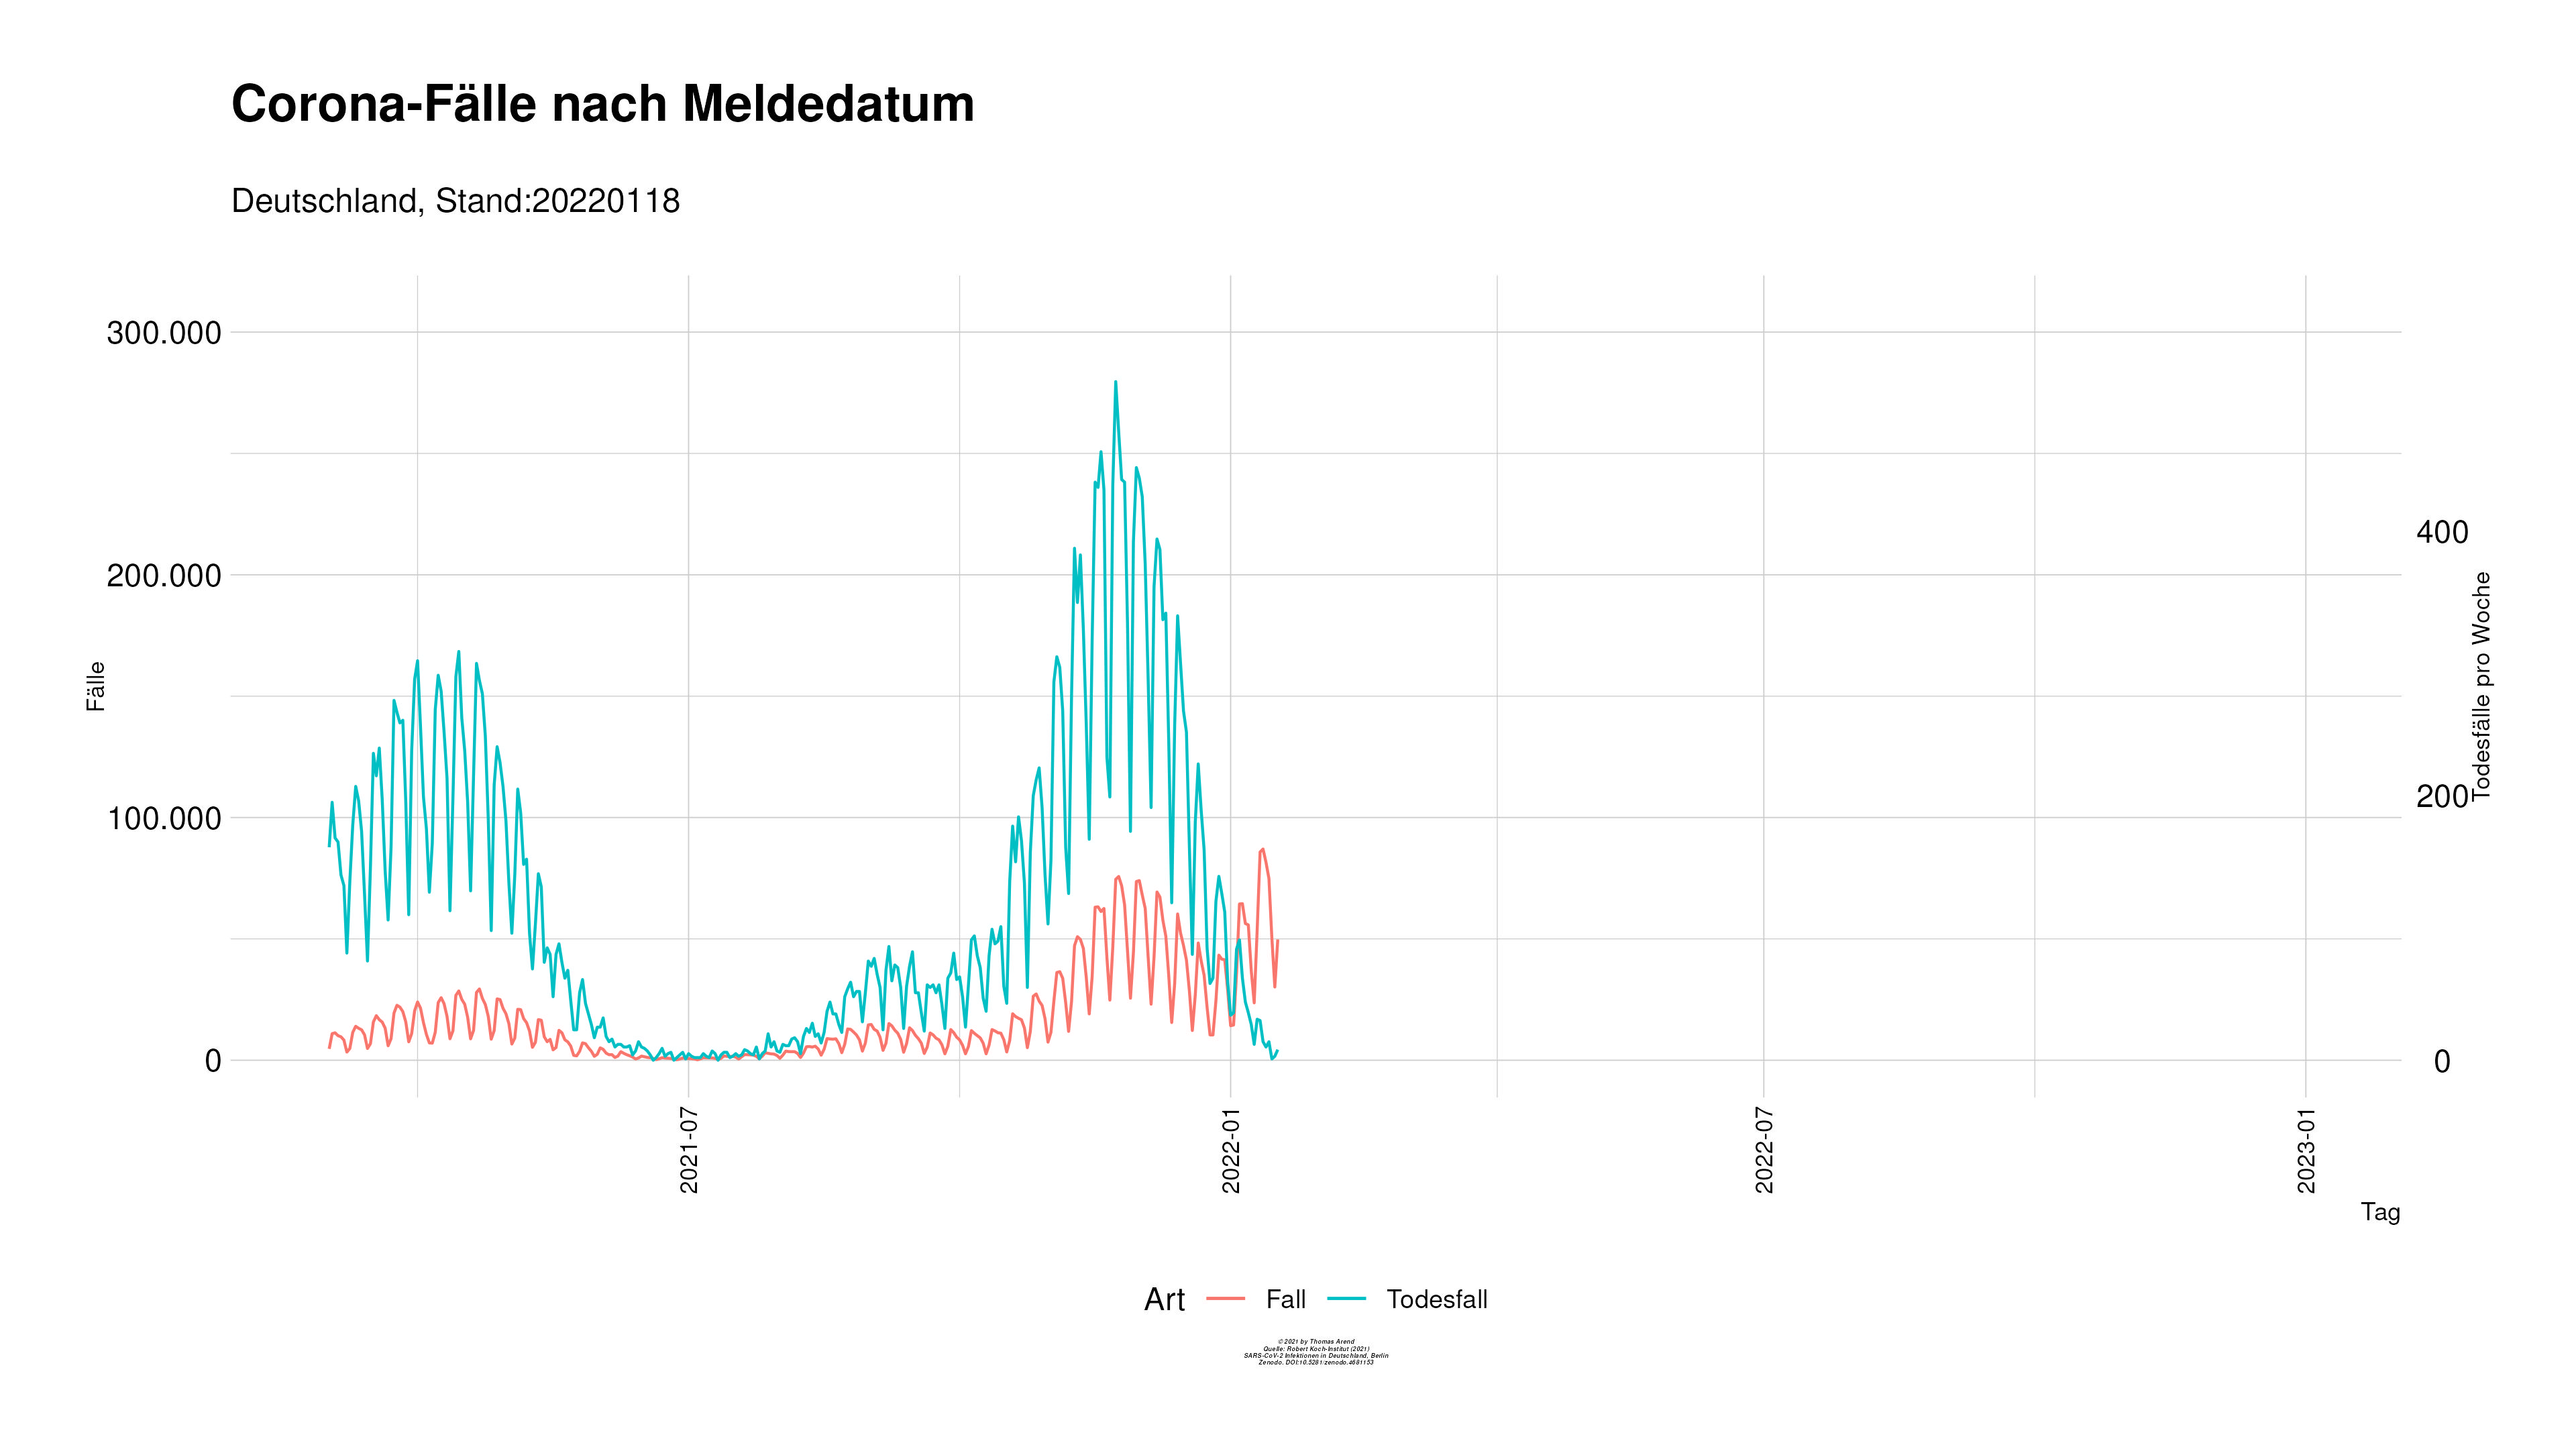 Corona-Fälle nach Meldedatum
Deutschland, Stand:20220118
300.000
200.000
100.000
0
Fälle
400
200
0
Todesfälle pro Woche
2021-07
2022-01
2022-07
2023-01
Tag
Art
Fall
Todesfall
© 2021 by Thomas Arend
Quelle: Robert Koch-Institut (2021)
SARS-CoV-2 Infektionen in Deutschland, Berlin
Zenodo. DOI:10.5281/zenodo.4681153